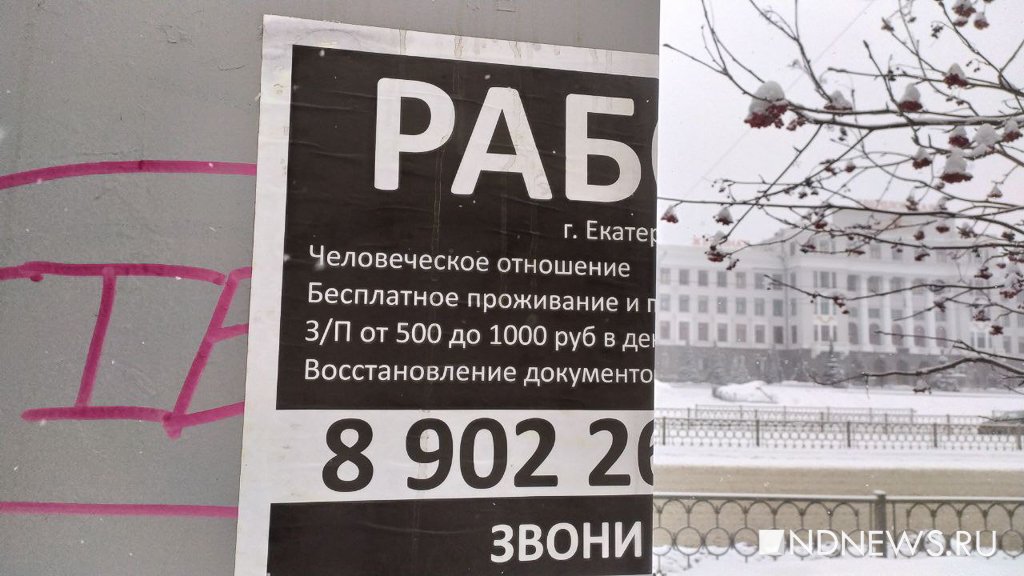 РАБ
г. Екатер
Человеческое отношение
Бесплатное проживание и п
З/П от 500 до 1000 руб в ден
Восстановление документо
8 902 26
ЗВОНИ
NDNEWS.RU